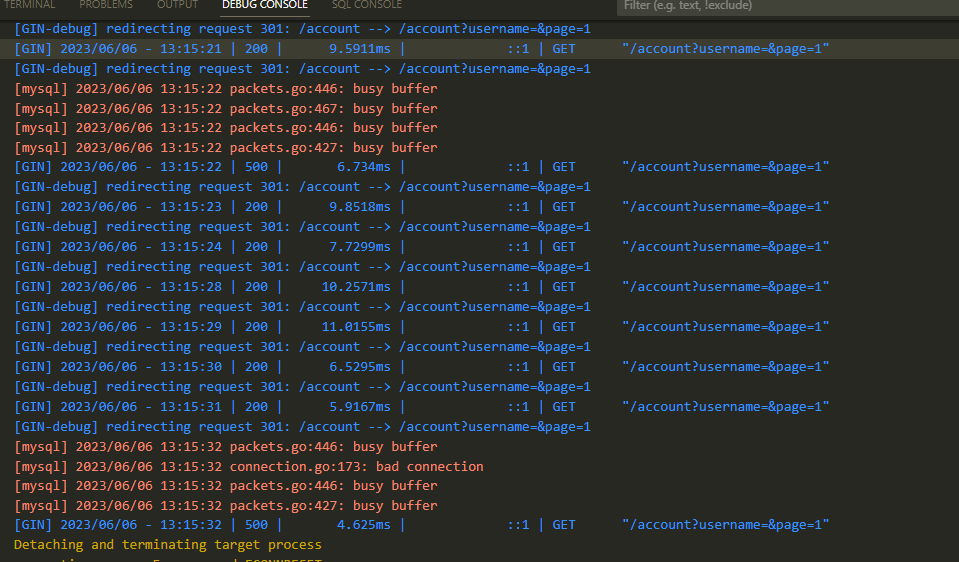 TERMINAL PROBLEMS OUTPUT DEBUG CONSOLE SQL CONSOLE Filter (e.g. text, !exclude)
[GIN-debug] redirecting request 301: /account --> /account?username=&page=1
[GIN] 2023/06/06 - 13:15:21 | 200 | 9.5911ms | ::1 | GET "/account?username=&page=1"
[GIN-debug] redirecting request 301: /account --> /account?username=&page=1
[mysql] 2023/06/06 13:15:22 packets.go:446: busy buffer
[mysql] 2023/06/06 13:15:22 packets.go:467: busy buffer
[mysql] 2023/06/06 13:15:22 packets.go:446: busy buffer
[mysql] 2023/06/06 13:15:22 packets.go:427: busy buffer
[GIN] 2023/06/06 - 13:15:22 | 500 | 6.734ms | ::1 | GET "/account?username=&page=1"
[GIN-debug] redirecting request 301: /account --> /account?username=&page=1
[GIN] 2023/06/06 - 13:15:23 | 200 | 9.8518ms | ::1 | GET "/account?username=&page=1"
[GIN-debug] redirecting request 301: /account --> /account?username=&page=1
[GIN] 2023/06/06 - 13:15:24 | 200 | 7.7299ms | ::1 | GET "/account?username=&page=1"
[GIN-debug] redirecting request 301: /account --> /account?username=&page=1
[GIN] 2023/06/06 - 13:15:28 | 200 | 10.2571ms | ::1 | GET "/account?username=&page=1"
[GIN-debug] redirecting request 301: /account --> /account?username=&page=1
[GIN] 2023/06/06 - 13:15:29 | 200 | 11.0155ms | ::1 | GET "/account?username=&page=1"
[GIN-debug] redirecting request 301: /account --> /account?username=&page=1
[GIN] 2023/06/06 - 13:15:30 | 200 | 6.5295ms | ::1 | GET "/account?username=&page=1"
[GIN-debug] redirecting request 301: /account --> /account?username=&page=1
[GIN] 2023/06/06 - 13:15:31 | 200 | 5.9167ms | ::1 | GET "/account?username=&page=1"
[GIN-debug] redirecting request 301: /account --> /account?username=&page=1
[mysql] 2023/06/06 13:15:32 packets.go:446: busy buffer
[mysql] 2023/06/06 13:15:32 connection.go:173: bad connection
[mysql] 2023/06/06 13:15:32 packets.go:446: busy buffer
[mysql] 2023/06/06 13:15:32 packets.go:427: busy buffer
[GIN] 2023/06/06 - 13:15:32 | 500 | 4.625ms | ::1 | GET "/account?username=&page=1"
Detaching and terminating target process